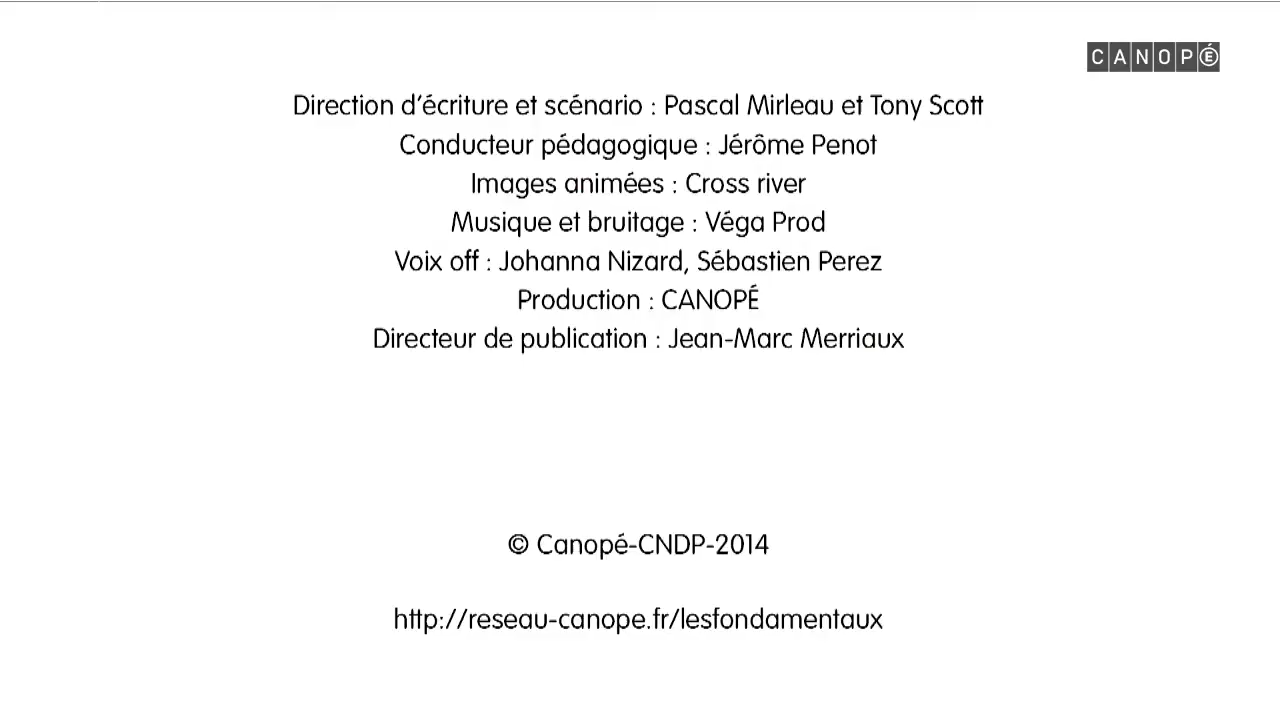 CANOPÉ
Direction d'écriture et scénario : Pascal Mirleau et Tony Scott
Conducteur pédagogique : Jérôme Penot
Images animées : Cross river
Musique et bruitage : Véga Prod
Voix off : Johanna Nizard, Sébastien Perez
Production : CANOPÉ
Directeur de publication : Jean-Marc Merriaux
© Canopé-CNDP-2014
http://reseau-canope.fr/lesfondamentaux